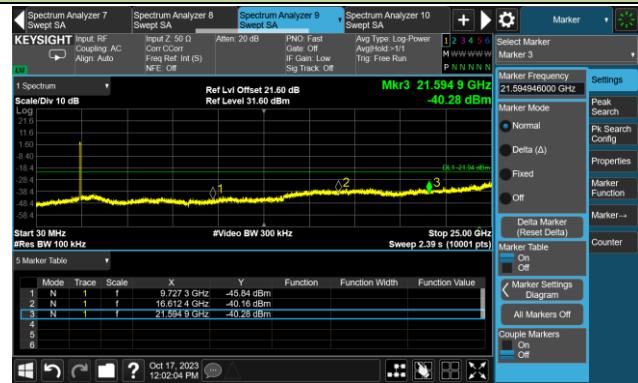 Spectrum Analyzer 7
Swept SA
Spectrum Analyzer 8
Swept SA
Spectrum Analyzer 9
Swept SA
Spectrum Analyzer 10
Swept SA
Marker
KEYSIGHT
Input: RF
Coupling: AC
Align: Auto
Input Z: 50 Ω
Corr CCorr
Freq Ref: Int (S)
NFE: Off
Atten: 20 dB
PNO: Fast
Gate: Off
IF Gain: Low
Sig Track: Off
Avg Type: Log-Power
Avg|Hold:>1/1
Trig: Free Run
1 2 3 4 5 6
M W W W W W
P N N N N N
Select Marker
Marker 3
1 Spectrum
Scale/Div 10 dB
Log
Ref Lvl Offset 21.60 dB
Ref Level 31.60 dBm
Mkr3 21.594 9 GHz
-40.28 dBm
21.6
11.6
1.60
-8.40
-18.4
-28.4
-38.4
-48.4
-58.4
DL1 -21.94 dBm
1
2
3
Start 30 MHz
#Res BW 100 kHz
#Video BW 300 kHz
Stop 25.00 GHz
Sweep 2.39 s (10001 pts)
5 Marker Table
Mode Trace Scale X Y Function Function Width Function Value
1 N 1 f 9.727 3 GHz -45.84 dBm
2 N 1 f 16.612 4 GHz -40.16 dBm
3 N 1 f 21.594 9 GHz -40.28 dBm
4
5
6
Marker Frequency
21.594946000 GHz
Marker Mode
Normal
Delta (Δ)
Fixed
Off
Delta Marker
(Reset Delta)
Marker Table
On
Off
Marker Settings
Diagram
All Markers Off
Couple Markers
On
Off
Settings
Peak
Search
Pk Search
Config
Properties
Marker
Function
Marker→
Counter
Oct 17, 2023
12:02:04 PM